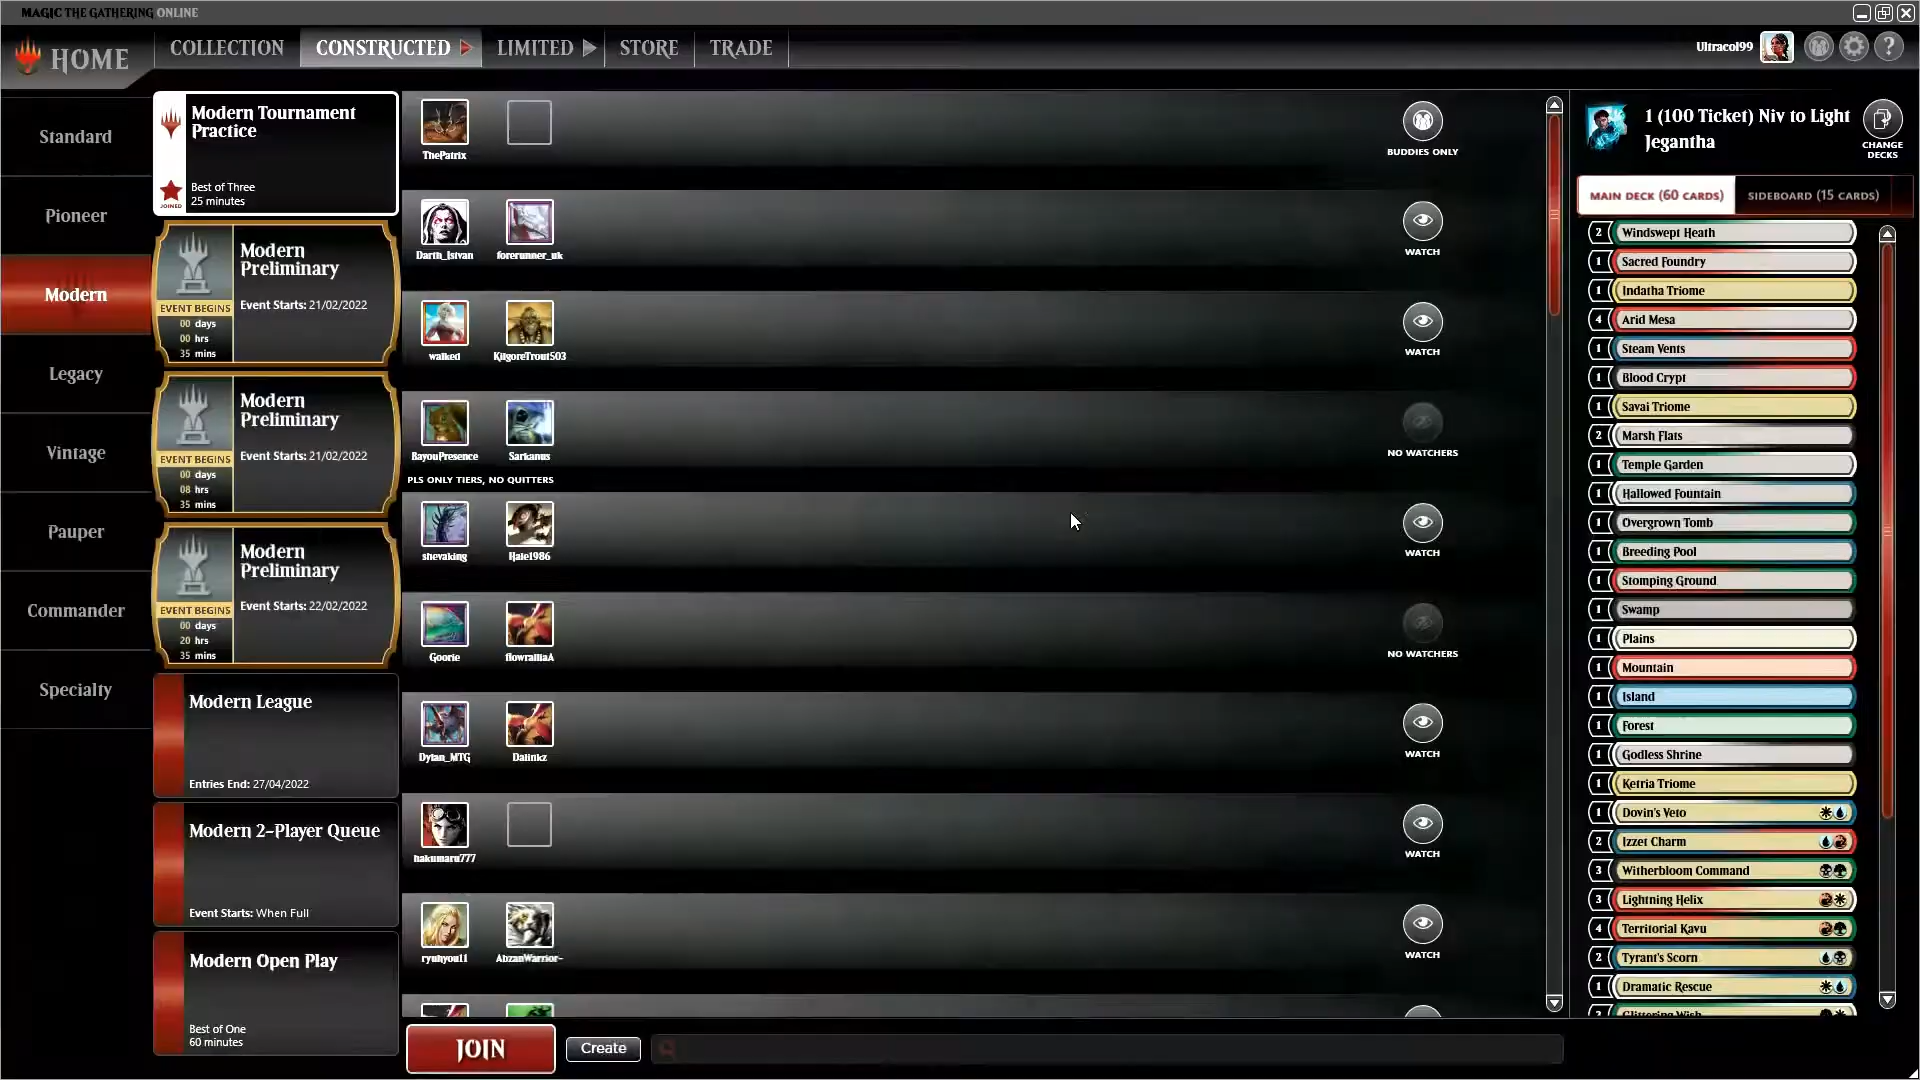 MAGIC THE GATHERING ONLINE
HOME
COLLECTION
CONSTRUCTED
LIMITED
STORE
TRADE
Ultracol99
?
Standard
Pioneer
Modern
Legacy
Vintage
Pauper
Commander
Specialty
Modern Tournament
Practice
JOINED
Best of Three
25 minutes
Modern
Preliminary
Event Starts: 21/02/2022
EVENT BEGINS
00 days
00 hrs
35 mins
Modern
Preliminary
Event Starts: 21/02/2022
EVENT BEGINS
00 days
08 hrs
35 mins
Modern
Preliminary
Event Starts: 22/02/2022
EVENT BEGINS
00 days
20 hrs
35 mins
Modern League
Entries End: 27/04/2022
Modern 2-Player Queue
Event Starts: When Full
Modern Open Play
Best of One
60 minutes
ThePatrix
BUDDIES ONLY
Darth_Istvan
forerunner_uk
WATCH
walked
KilgoreTrout503
WATCH
BayouPresence
Sarkanus
NO WATCHERS
PLS ONLY TIERS, NO QUITTERS
shevaking
Hale1986
WATCH
Goorie
flowralliaA
NO WATCHERS
Dylan_MTG
Dalinkz
WATCH
hakumaru777
WATCH
ryuhyou11
AbzanWarrior-
WATCH
JOIN
Create
1 (100 Ticket) Niv to Light
Jegantha
CHANGE
DECKS
MAIN DECK (60 CARDS)
SIDEBOARD (15 CARDS)
2 Windswept Heath
1 Sacred Foundry
1 Indatha Triome
4 Arid Mesa
1 Steam Vents
1 Blood Crypt
1 Savai Triome
2 Marsh Flats
1 Temple Garden
1 Hallowed Fountain
1 Overgrown Tomb
1 Breeding Pool
1 Stomping Ground
1 Swamp
1 Plains
1 Mountain
1 Island
1 Forest
1 Godless Shrine
1 Ketria Triome
1 Dovin's Veto
2 Izzet Charm
3 Witherbloom Command
3 Lightning Helix
4 Territorial Kavu
2 Tyrant's Scorn
1 Dramatic Rescue
Glittering Wish